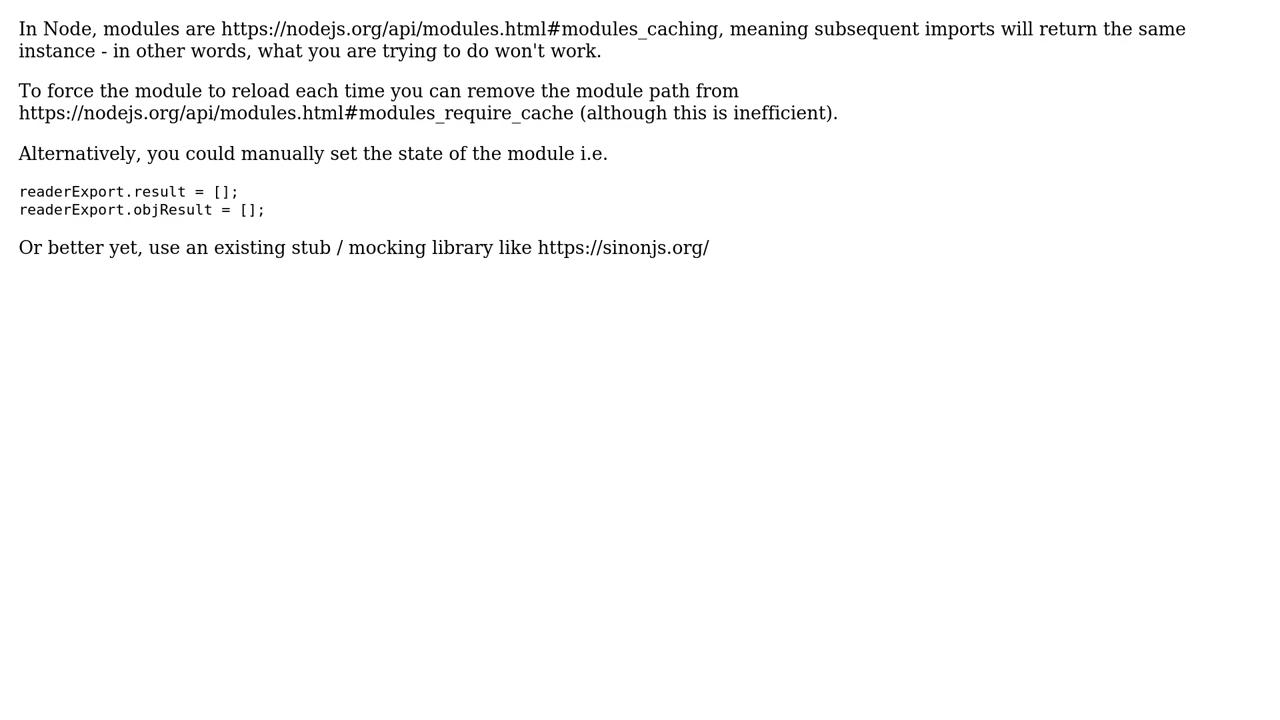 In Node, modules are https://nodejs.org/api/modules.html#modules_caching, meaning subsequent imports will return the same
instance - in other words, what you are trying to do won't work.
To force the module to reload each time you can remove the module path from
https://nodejs.org/api/modules.html#modules_require_cache (although this is inefficient).
Alternatively, you could manually set the state of the module i.e.
readerExport.result = [];
readerExport.objResult = [];
Or better yet, use an existing stub / mocking library like https://sinonjs.org/